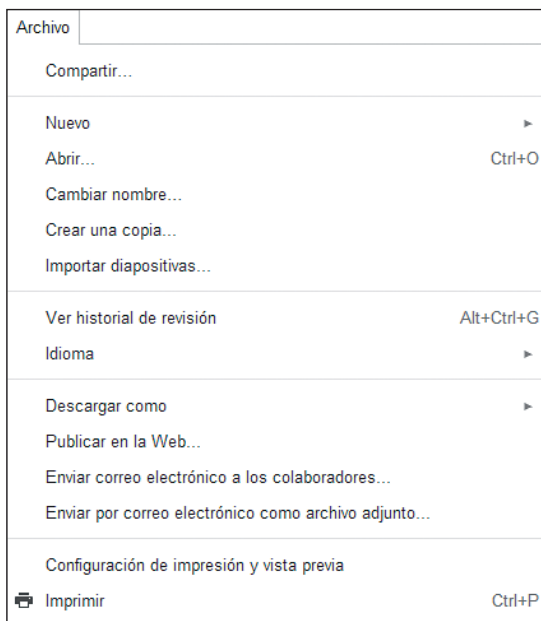 Archivo
Compartir...
Nuevo ►
Abrir... Ctrl+O
Cambiar nombre...
Crear una copia...
Importar diapositivas...
Ver historial de revisión Alt+Ctrl+G
Idioma ►
Descargar como ►
Publicar en la Web...
Enviar correo electrónico a los colaboradores...
Enviar por correo electrónico como archivo adjunto...
Configuración de impresión y vista previa
Imprimir Ctrl+P